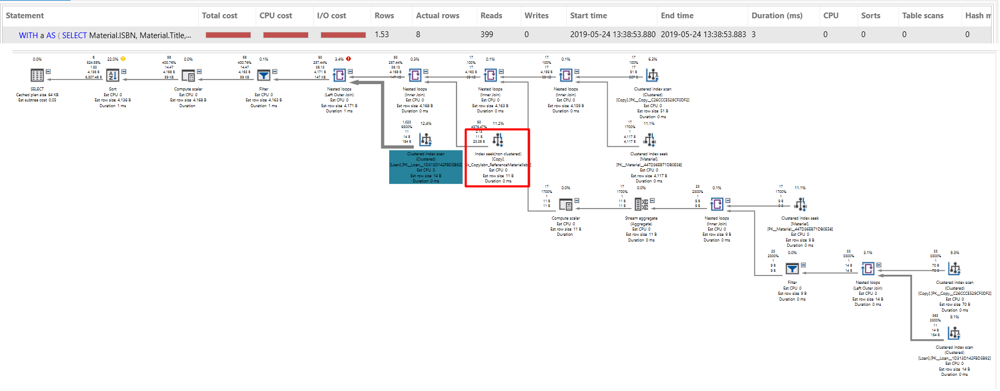 Statement Total cost CPU cost I/O cost Rows Actual rows Reads Writes Start time End time Duration (ms) CPU Sorts Table scans Hash m
WITH a AS ( SELECT Material.ISBN, Material.Title,... 1.53 8 399 0 2019-05-24 13:38:53.880 2019-05-24 13:38:53.883 3 0 0 0 0
0.0%
SELECT
Cached plan size 64 KB
Est subtree cost 0.05
8
524.58%
1.53
4,136 B
6,307.48 B
22.0%
Sort
Est CPU 0
Est row size 4,136 B
Duration 1 ms
58
400.76%
14.47
4,168 B
59 KB
0.0%
Compute scalar
Est CPU 0
Est row size 4,168 B
Duration
58
400.76%
14.47
4,163 B
59 KB
0.1%
Filter
Est CPU 0
Est row size 4,163 B
Duration 1 ms
93
257.44%
36.13
4,171 B
147 KB
3.4%
Nested loops
(Left Outer Join)
Est CPU 0
Est row size 4,171 B
Duration 1 ms
93
257.44%
36.13
4,168 B
147 KB
0.3%
Nested loops
(Inner Join)
Est CPU 0
Est row size 4,168 B
Duration 0 ms
17
100%
17
4,163 B
69 KB
0.1%
Nested loops
(Inner Join)
Est CPU 0
Est row size 4,163 B
Duration 0 ms
17
100%
17
4,159 B
69 KB
0.1%
Nested loops
(Inner Join)
Est CPU 0
Est row size 4,159 B
Duration 0 ms
17
100%
17
51 B
867 B
6.3%
Clustered index scan
(Clustered)
[Copy].[PK__Copy__C26CCCE529CF0DF2]
Est CPU 0
Est row size 51 B
Duration 0 ms
1,023
9300%
11
14 B
154 B
12.4%
Clustered index scan
(Clustered)
[Loan].[PK__Loan__1D313D142FBD5B92]
Est CPU 0
Est row size 14 B
Duration 0 ms
93
4376.47%
2.13
11 B
23.38 B
11.2%
Index seek(non clustered)
[Copy].
ix_CopyIsbn_ReferenceMaterialIsb
Est CPU 0
Est row size 11 B
Duration 0 ms
17
1700%
1
4,117 B
4,117 B
11.1%
Clustered index seek
[Material].
[PK__Material__447D36EB71DB0E58]
Est CPU 0
Est row size 4,117 B
Duration 0 ms
17
1700%
1
11 B
11 B
0.0%
Compute scalar
Est CPU 0
Est row size 11 B
Duration
17
1700%
1
11 B
11 B
0.0%
Stream aggregate
(Aggregate)
Est CPU 0
Est row size 11 B
Duration 0 ms
23
2300%
1
9 B
9 B
0.1%
Nested loops
(Inner Join)
Est CPU 0
Est row size 9 B
Duration 0 ms
17
1700%
1
9 B
9 B
11.1%
Clustered index seek
[Material].
[PK__Material__447D36EB71DB0E58]
Est CPU 0
Est row size 9 B
Duration 0 ms
23
2300%
1
9 B
9 B
0.0%
Filter
Est CPU 0
Est row size 9 B
Duration 0 ms
33
3300%
1
14 B
14 B
3.1%
Nested loops
(Left Outer Join)
Est CPU 0
Est row size 14 B
Duration 0 ms
33
3300%
1
70 B
70 B
9.3%
Clustered index scan
(Clustered)
[Copy].[PK__Copy__C26CCCE529CF0DF2]
Est CPU 0
Est row size 70 B
Duration 0 ms
363
3300%
11
14 B
154 B
9.1%
Clustered index scan
(Clustered)
[Loan].[PK__Loan__1D313D142FBD5B92]
Est CPU 0
Est row size 14 B
Duration 0 ms